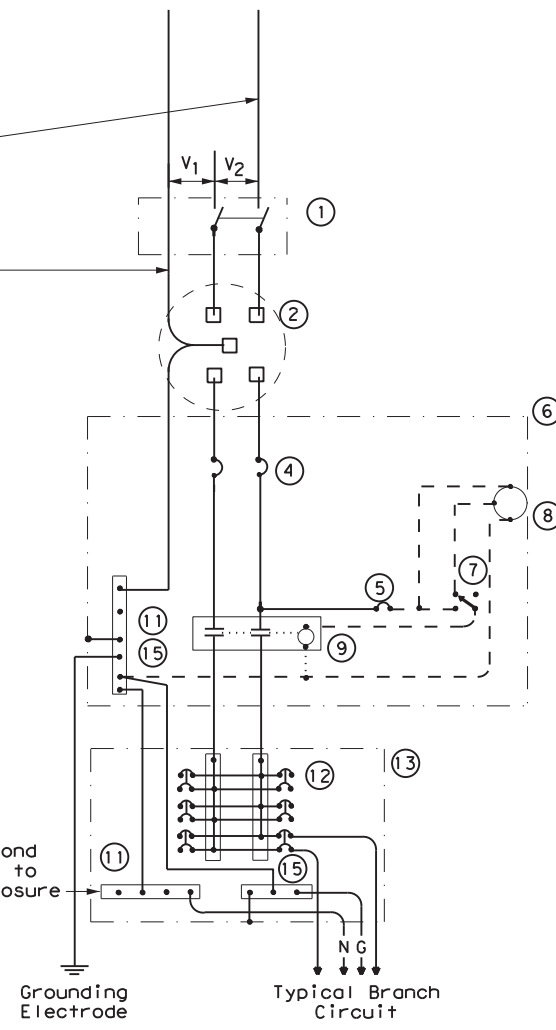 V1 V2
1
2
6
4
8
5
7
11
15
9
13
12
11
15
ond
to
osure
N G
Grounding
Electrode
Typical Branch
Circuit